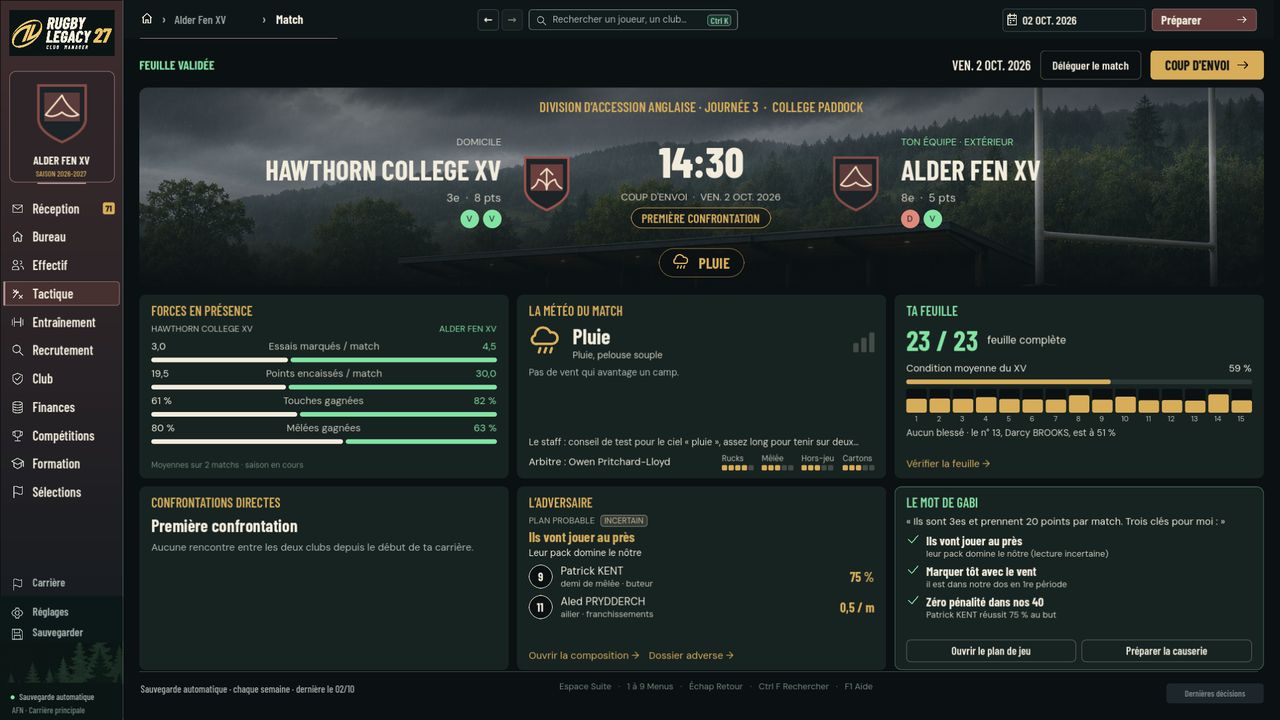 RUGBY
LEGACY 27
CLUB MANAGER
ALDER FEN XV
SAISON 2026-2027
Réception 71
Bureau
Effectif
Tactique
Entraînement
Recrutement
Club
Finances
Compétitions
Formation
Sélections
Carrière
Réglages
Sauvegarder
Sauvegarde automatique
AFN · Carrière principale
› Alder Fen XV › Match
← → Rechercher un joueur, un club... Ctrl K
02 OCT. 2026
Préparer →
FEUILLE VALIDÉE
VEN. 2 OCT. 2026
Déléguer le match
COUP D'ENVOI →
DIVISION D'ACCESSION ANGLAISE · JOURNÉE 3 · COLLEGE PADDOCK
DOMICILE
HAWTHORN COLLEGE XV
3e · 8 pts
V V
14:30
COUP D'ENVOI · VEN. 2 OCT. 2026
PREMIÈRE CONFRONTATION
PLUIE
TON ÉQUIPE · EXTÉRIEUR
ALDER FEN XV
8e · 5 pts
D V
FORCES EN PRÉSENCE
HAWTHORN COLLEGE XV ALDER FEN XV
3,0 Essais marqués / match 4,5
19,5 Points encaissés / match 30,0
61 % Touches gagnées 82 %
80 % Mêlées gagnées 63 %
Moyennes sur 2 matchs · saison en cours
LA MÉTÉO DU MATCH
Pluie
Pluie, pelouse souple
Pas de vent qui avantage un camp.
Le staff : conseil de test pour le ciel « pluie », assez long pour tenir sur deux...
Arbitre : Owen Pritchard-Lloyd
Rucks Mêlée Hors-jeu Cartons
TA FEUILLE
23 / 23 feuille complète
Condition moyenne du XV 59 %
1 2 3 4 5 6 7 8 9 10 11 12 13 14 15
Aucun blessé · le n° 13, Darcy BROOKS, est à 51 %
Vérifier la feuille →
CONFRONTATIONS DIRECTES
Première confrontation
Aucune rencontre entre les deux clubs depuis le début de ta carrière.
L'ADVERSAIRE
PLAN PROBABLE INCERTAIN
Ils vont jouer au près
Leur pack domine le nôtre
9 Patrick KENT 75 %
demi de mêlée · buteur
11 Aled PRYDDERCH 0,5 / m
ailier · franchissements
Ouvrir la composition → Dossier adverse →
LE MOT DE GABI
« Ils sont 3es et prennent 20 points par match. Trois clés pour moi : »
Ils vont jouer au près
leur pack domine le nôtre (lecture incertaine)
Marquer tôt avec le vent
il est dans notre dos en 1re période
Zéro pénalité dans nos 40
Patrick KENT réussit 75 % au but
Ouvrir le plan de jeu
Préparer la causerie
Sauvegarde automatique · chaque semaine · dernière le 02/10
Espace Suite · 1 à 9 Menus · Échap Retour · Ctrl F Rechercher · F1 Aide
Dernières décisions